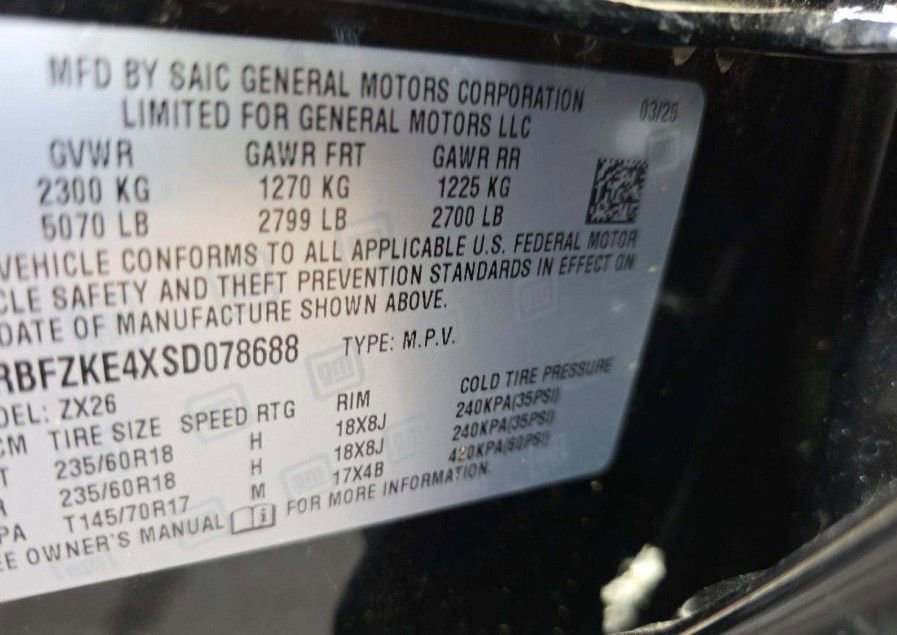 MFD BY SAIC GENERAL MOTORS CORPORATION
LIMITED FOR GENERAL MOTORS LLC
03/25
GVWR GAWR FRT GAWR RR
2300 KG 1270 KG 1225 KG
5070 LB 2799 LB 2700 LB
VEHICLE CONFORMS TO ALL APPLICABLE U.S. FEDERAL MOTOR
CLE SAFETY AND THEFT PREVENTION STANDARDS IN EFFECT ON
DATE OF MANUFACTURE SHOWN ABOVE.
RBFZKE4XSD078688 TYPE: M.P.V.
DEL: ZX26
CM TIRE SIZE SPEED RTG RIM COLD TIRE PRESSURE
T 235/60R18 H 18X8J 240KPA(35PSI)
R 235/60R18 H 18X8J 240KPA(35PSI)
PA T145/70R17 M 17X4B 420KPA(60PSI)
EE OWNER'S MANUAL FOR MORE INFORMATION.
gm